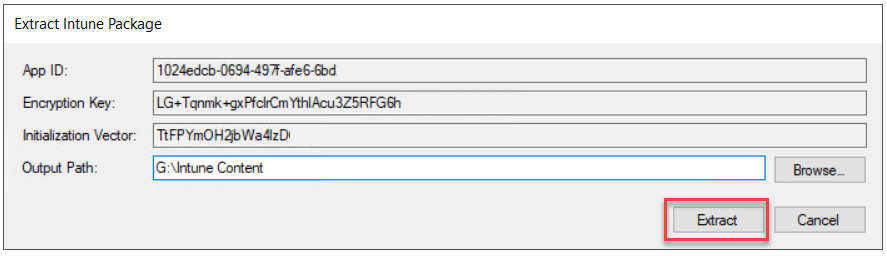 Extract Intune Package
App ID: 1024edcb-0694-497f-afe6-6bd
Encryption Key: LG+Tqnmk+gxPfclrCmYthlAcu3Z5RFG6h
Initialization Vector: TtFPYmOH2jbWa4lzD
Output Path: G:\Intune Content Browse...
Extract Cancel